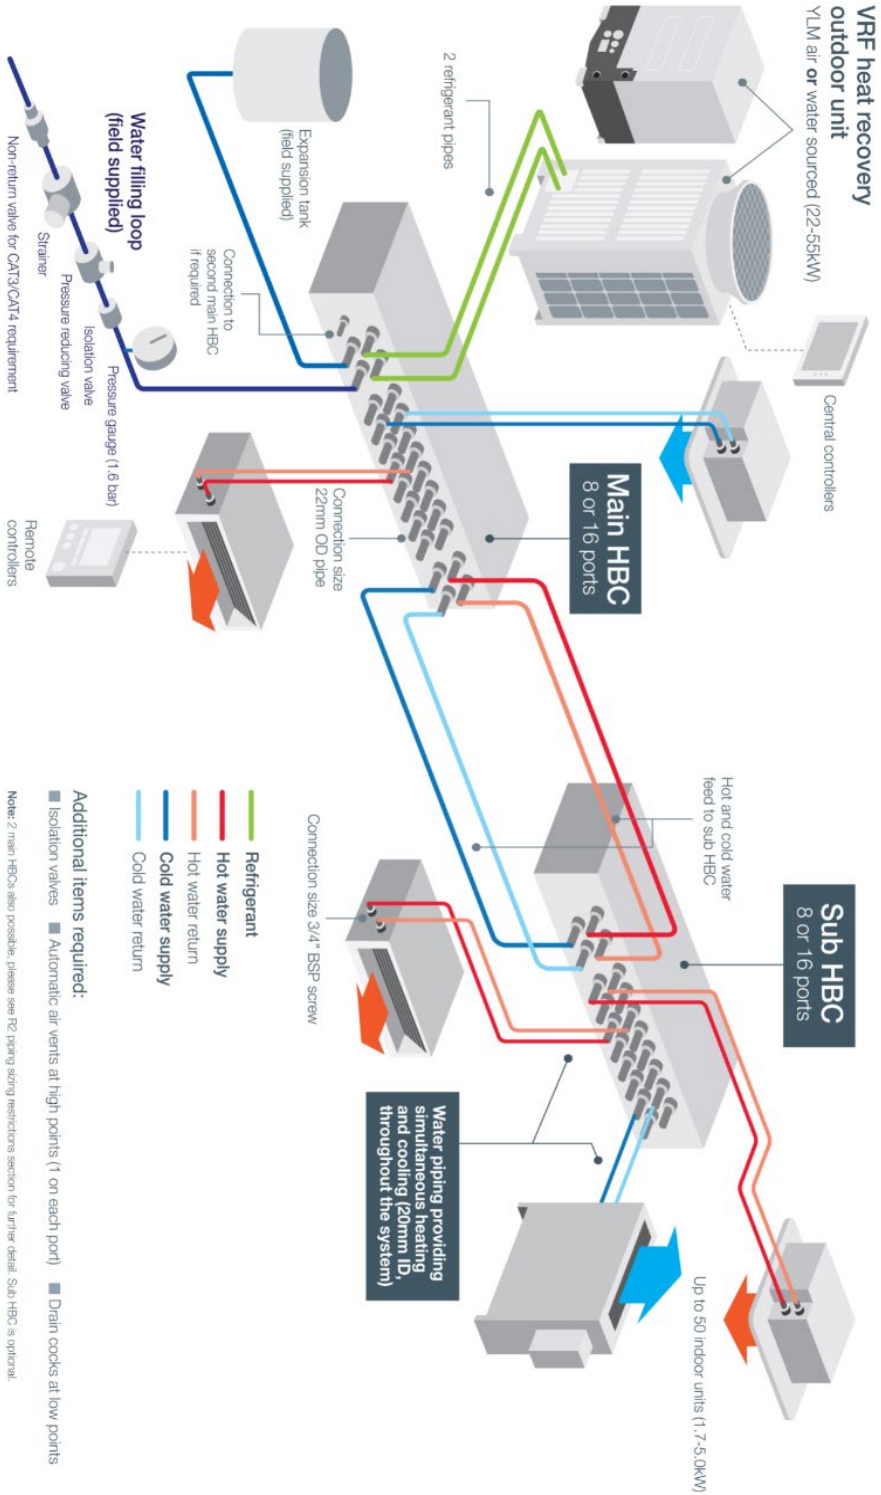 VRF heat recovery
outdoor unit
YLM air or water sourced (22-55kW)
2 refrigerant pipes
Central controllers
Expansion tank
(field supplied)
Connection to
second main HBC
if required
Water filling loop
(field supplied)
Non-return valve for CAT3/CAT4 requirement
Strainer
Pressure reducing valve
Isolation valve
Pressure gauge (1.6 bar)
Main HBC
8 or 16 ports
Connection size
22mm OD pipe
Remote
controllers
Hot and cold water
feed to sub HBC
Sub HBC
8 or 16 ports
Connection size 3/4" BSP screw
Water piping providing
simultaneous heating
and cooling (20mm ID,
throughout the system)
Up to 50 indoor units (1.7-5.0kW)
Refrigerant
Hot water supply
Hot water return
Cold water supply
Cold water return
Additional items required:
Isolation valves Automatic air vents at high points (1 on each port) Drain cocks at low points
Note: 2 main HBCs also possible, please see R2 piping sizing restrictions section for further detail. Sub HBC is optional.